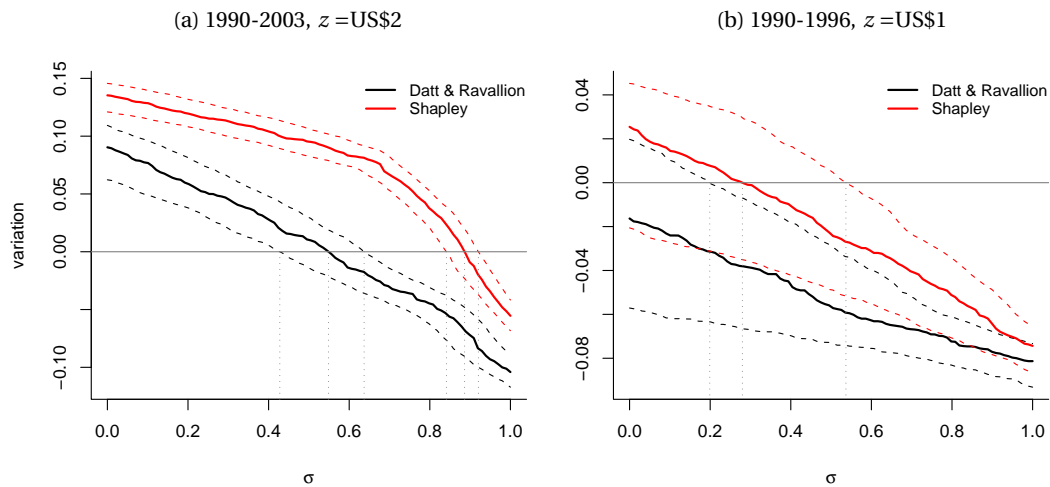 (a) 1990-2003, z =US$2
Datt & Ravallion
Shapley
variation
0.15
0.10
0.05
0.00
−0.10
0.0 0.2 0.4 0.6 0.8 1.0
σ
(b) 1990-1996, z =US$1
Datt & Ravallion
Shapley
0.04
0.00
−0.04
−0.08
0.0 0.2 0.4 0.6 0.8 1.0
σ